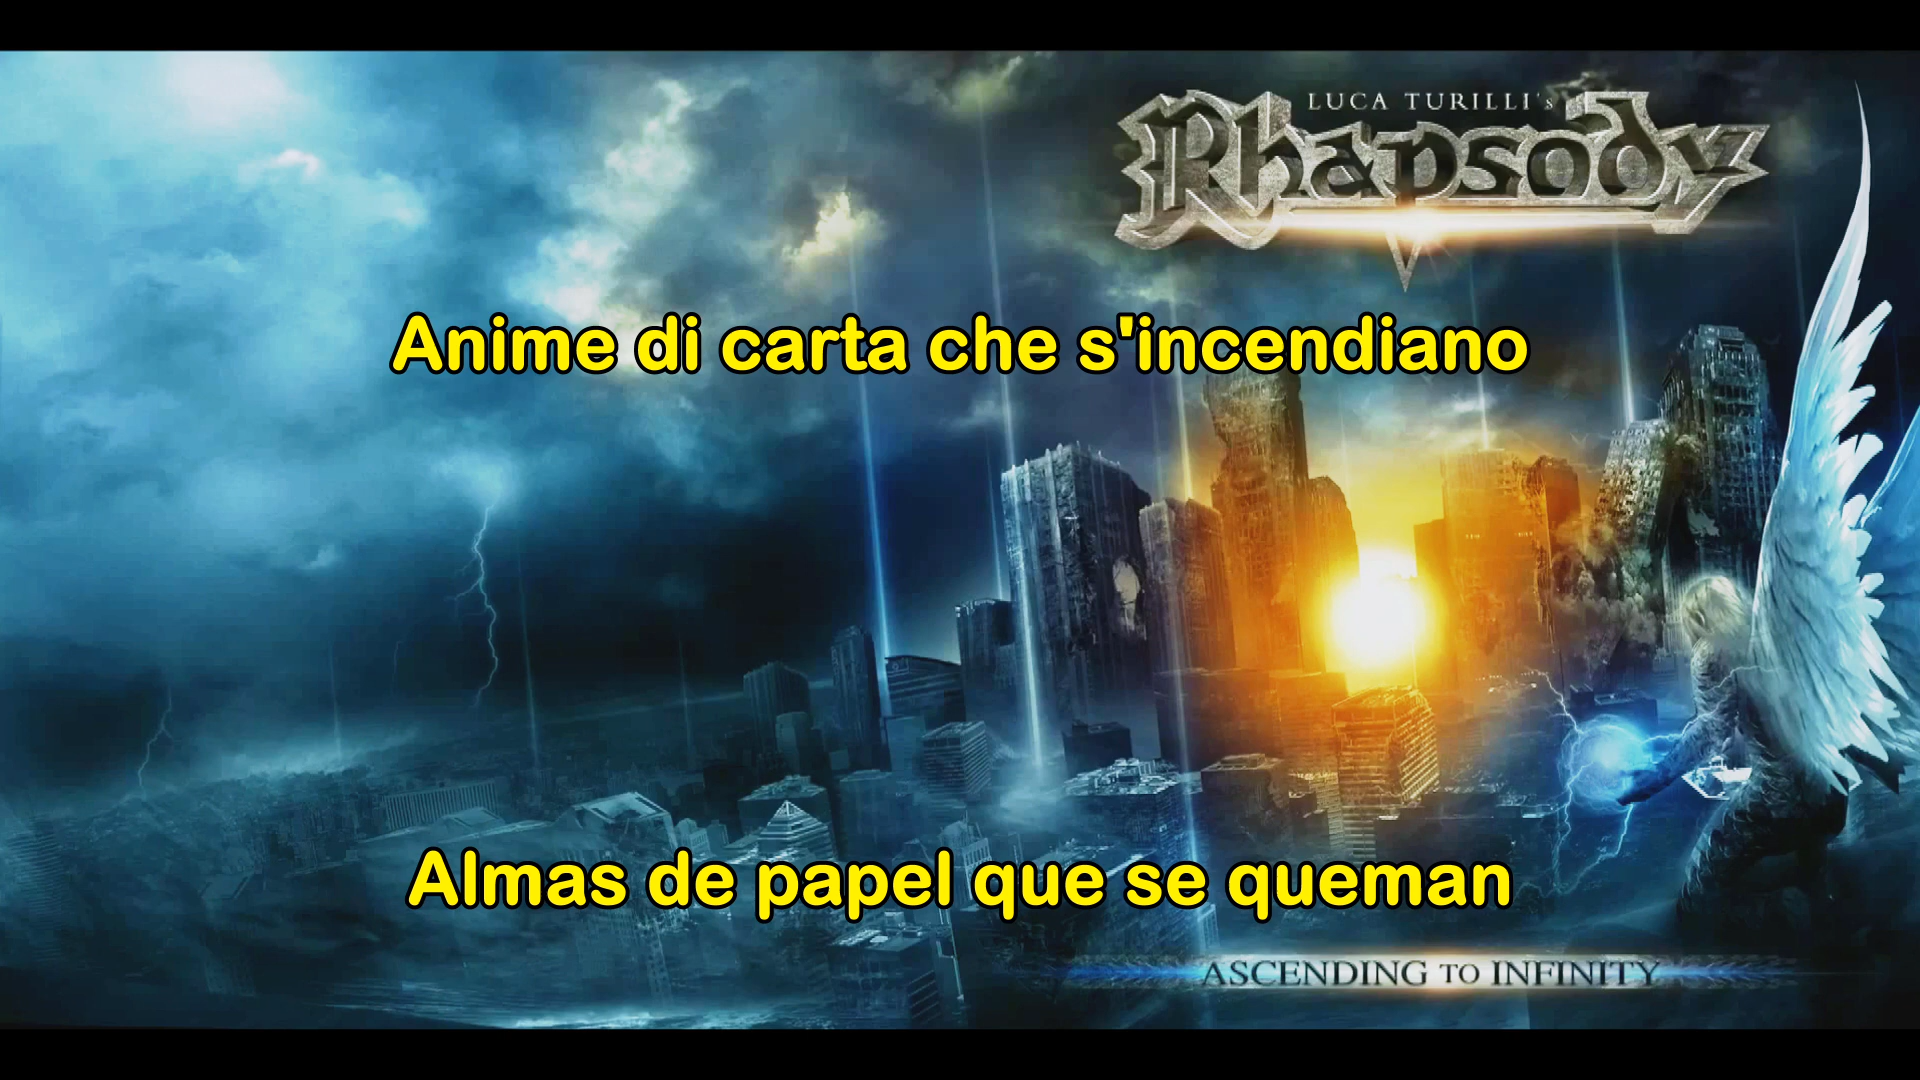 LUCA TURILLI's
Rhapsody
Anime di carta che s'incendiano
Almas de papel que se queman
ASCENDING TO INFINITY